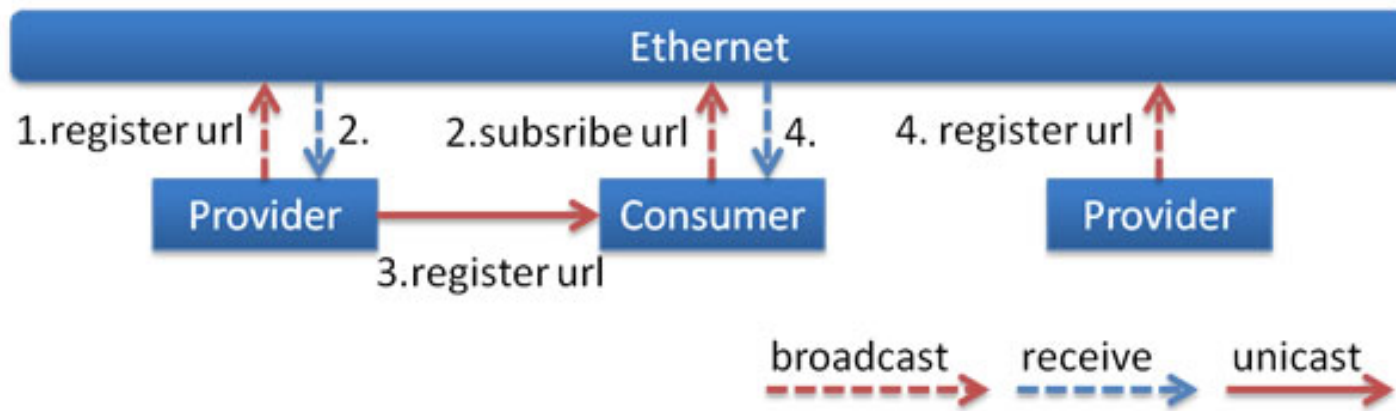 Ethernet
1.register url
2.
2.subsribe url
4.
4. register url
Provider
Consumer
Provider
3.register url
broadcast
receive
unicast